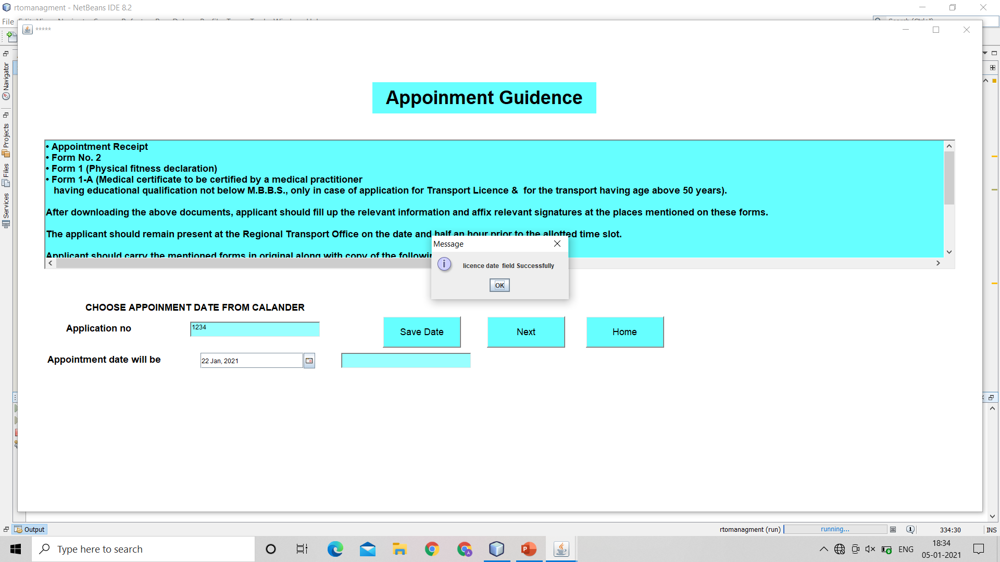 rtomanagment - NetBeans IDE 8.2
File
*****
Navigator
Projects
Files
Services
Appoinment Guidence
• Appointment Receipt
• Form No. 2
• Form 1 (Physical fitness declaration)
• Form 1-A (Medical certificate to be certified by a medical practitioner
having educational qualification not below M.B.B.S., only in case of application for Transport Licence &  for the transport having age above 50 years).
After downloading the above documents, applicant should fill up the relevant information and affix relevant signatures at the places mentioned on these forms.
The applicant should remain present at the Regional Transport Office on the date and half an hour prior to the allotted time slot.
Applicant should carry the mentioned forms in original along with copy of the
Message
licence date  field Successfully
OK
CHOOSE APPOINMENT DATE FROM CALANDER
Application no
1234
Save Date
Next
Home
Appointment date will be
22 Jan, 2021
Output
rtomanagment (run)
running...
1
334:30
INS
Type here to search
A
P
ENG
18:34
05-01-2021